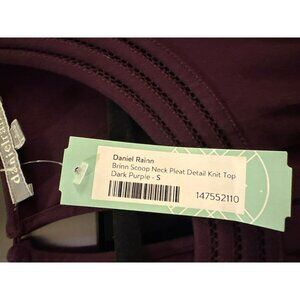 Daniel Rainn
Brinn Scoop Neck Pleat Detail Knit Top
Dark Purple - S
147552110